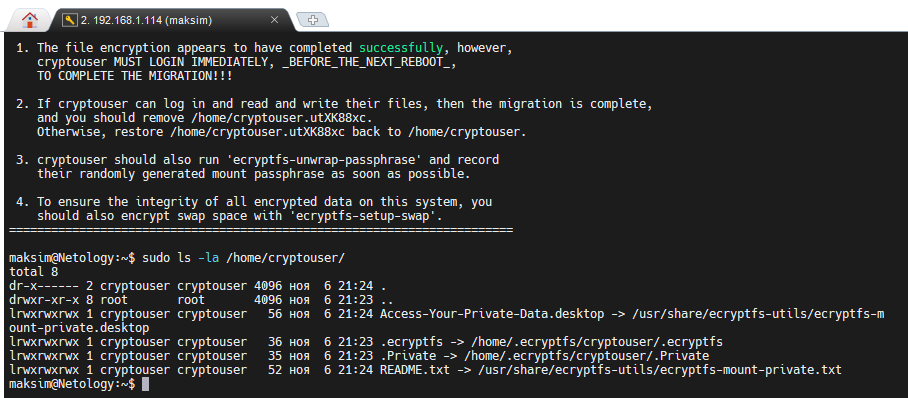 2. 192.168.1.114 (maksim)
1. The file encryption appears to have completed successfully, however,
cryptouser MUST LOGIN IMMEDIATELY, _BEFORE_THE_NEXT_REBOOT_,
TO COMPLETE THE MIGRATION!!!
2. If cryptouser can log in and read and write their files, then the migration is complete,
and you should remove /home/cryptouser.utXK88xc.
Otherwise, restore /home/cryptouser.utXK88xc back to /home/cryptouser.
3. cryptouser should also run 'ecryptfs-unwrap-passphrase' and record
their randomly generated mount passphrase as soon as possible.
4. To ensure the integrity of all encrypted data on this system, you
should also encrypt swap space with 'ecryptfs-setup-swap'.
========================================================================
maksim@Netology:~$ sudo ls -la /home/cryptouser/
total 8
dr-x------ 2 cryptouser cryptouser 4096 ноя  6 21:24 .
drwxr-xr-x 8 root       root       4096 ноя  6 21:23 ..
lrwxrwxrwx 1 cryptouser cryptouser   56 ноя  6 21:24 Access-Your-Private-Data.desktop -> /usr/share/ecryptfs-utils/ecryptfs-m
ount-private.desktop
lrwxrwxrwx 1 cryptouser cryptouser   36 ноя  6 21:23 .ecryptfs -> /home/.ecryptfs/cryptouser/.ecryptfs
lrwxrwxrwx 1 cryptouser cryptouser   35 ноя  6 21:23 .Private -> /home/.ecryptfs/cryptouser/.Private
lrwxrwxrwx 1 cryptouser cryptouser   52 ноя  6 21:24 README.txt -> /usr/share/ecryptfs-utils/ecryptfs-mount-private.txt
maksim@Netology:~$